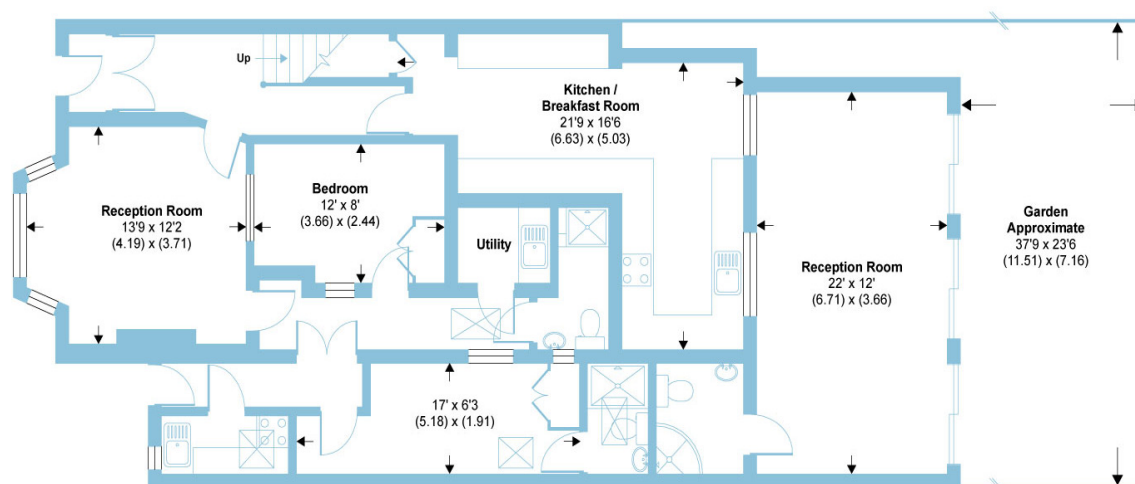 Up
Kitchen /
Breakfast Room
21'9 x 16'6
(6.63) x (5.03)
Bedroom
12' x 8'
(3.66) x (2.44)
Reception Room
13'9 x 12'2
(4.19) x (3.71)
Utility
Reception Room
22' x 12'
(6.71) x (3.66)
Garden
Approximate
37'9 x 23'6
(11.51) x (7.16)
17' x 6'3
(5.18) x (1.91)